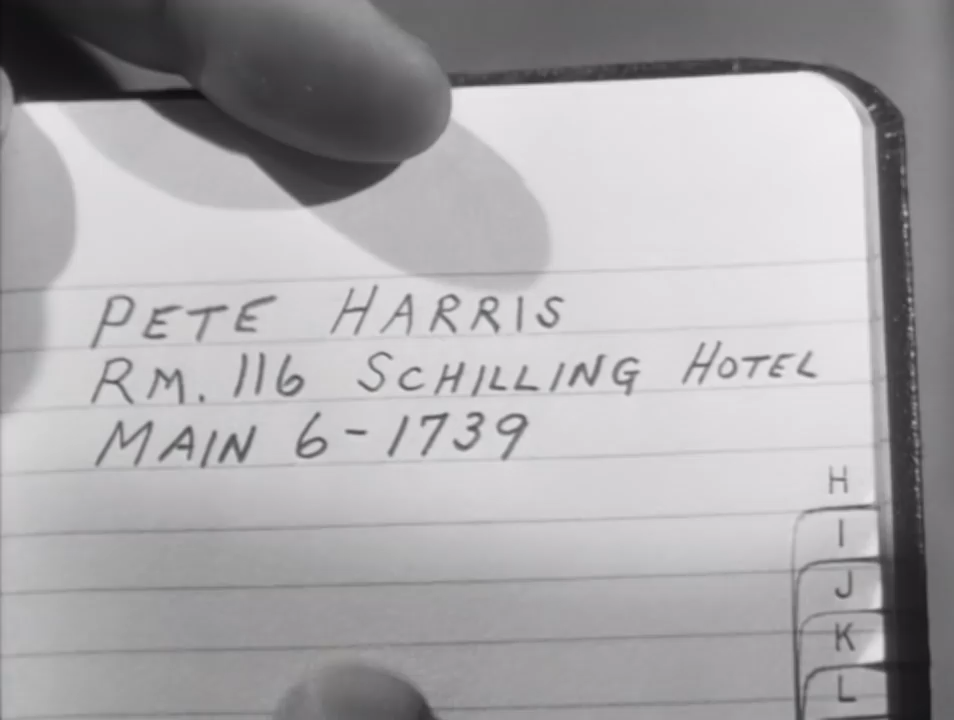 PETE HARRIS
RM. 116 SCHILLING HOTEL
MAIN 6-1739
H
I
J
K
L